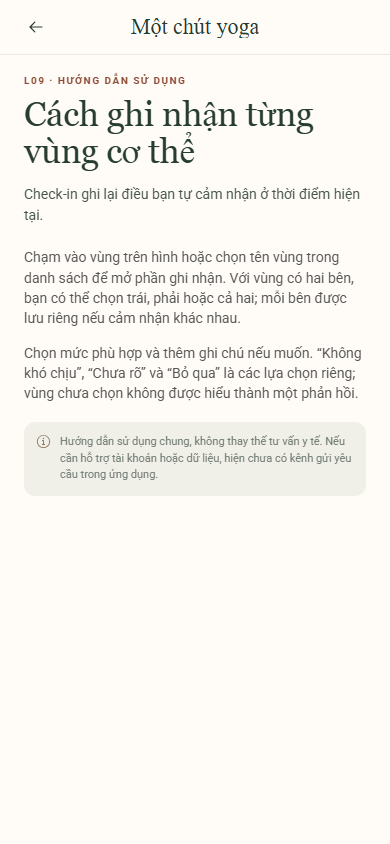 Một chút yoga
L09 · HƯỚNG DẪN SỬ DỤNG
Cách ghi nhận từng
vùng cơ thể
Check-in ghi lại điều bạn tự cảm nhận ở thời điểm hiện
tại.
Chạm vào vùng trên hình hoặc chọn tên vùng trong
danh sách để mở phần ghi nhận. Với vùng có hai bên,
bạn có thể chọn trái, phải hoặc cả hai; mỗi bên được
lưu riêng nếu cảm nhận khác nhau.
Chọn mức phù hợp và thêm ghi chú nếu muốn. “Không
khó chịu”, “Chưa rõ” và “Bỏ qua” là các lựa chọn riêng;
vùng chưa chọn không được hiểu thành một phản hồi.
Hướng dẫn sử dụng chung, không thay thế tư vấn y tế. Nếu
cần hỗ trợ tài khoản hoặc dữ liệu, hiện chưa có kênh gửi yêu
cầu trong ứng dụng.